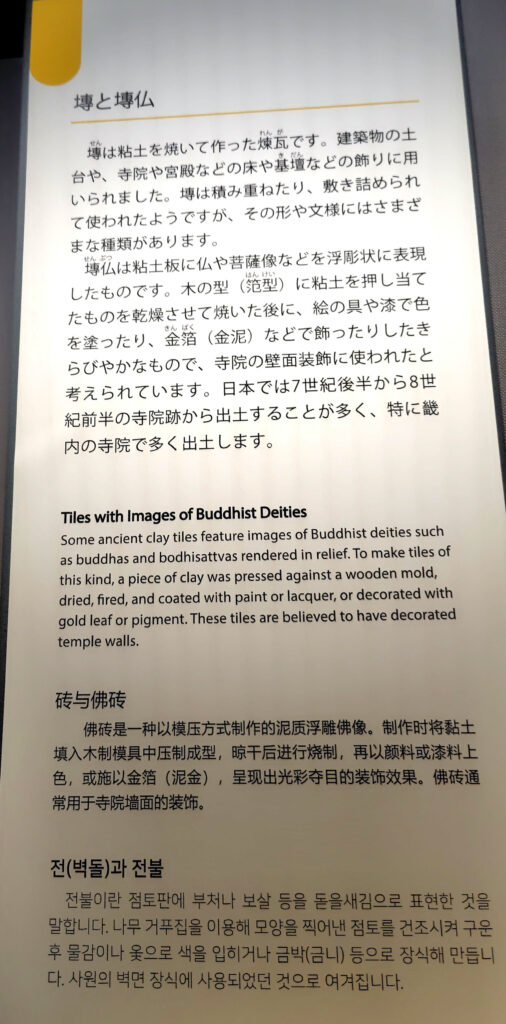 塼と塼仏
せん　れん が
塼は粘土を焼いて作った煉瓦です。建築物の土
き だん
台や、寺院や宮殿などの床や基壇などの飾りに用
いられました。塼は積み重ねたり、敷き詰められ
て使われたようですが、その形や文様にはさまざ
まな種類があります。
せん ぶつ
塼仏は粘土板に仏や菩薩像などを浮彫状に表現
はん けい
したものです。木の型（笵型）に粘土を押し当て
たものを乾燥させて焼いた後に、絵の具や漆で色
きん ぱく
を塗ったり、金箔（金泥）などで飾ったりしたき
らびやかなもので、寺院の壁面装飾に使われたと
考えられています。日本では7世紀後半から8世
紀前半の寺院跡から出土することが多く、特に畿
内の寺院で多く出土します。
Tiles with Images of Buddhist Deities
Some ancient clay tiles feature images of Buddhist deities such
as buddhas and bodhisattvas rendered in relief. To make tiles of
this kind, a piece of clay was pressed against a wooden mold,
dried, fired, and coated with paint or lacquer, or decorated with
gold leaf or pigment. These tiles are believed to have decorated
temple walls.
砖与佛砖
佛砖是一种以模压方式制作的泥质浮雕佛像。制作时将黏土
填入木制模具中压制成型，晾干后进行烧制，再以颜料或漆料上
色，或施以金箔（泥金），呈现出光彩夺目的装饰效果。佛砖通
常用于寺院墙面的装饰。
전(벽돌)과 전불
전불이란 점토판에 부처나 보살 등을 돋을새김으로 표현한 것을
말합니다. 나무 거푸집을 이용해 모양을 찍어낸 점토를 건조시켜 구운
후 물감이나 옻으로 색을 입히거나 금박(금니) 등으로 장식해 만듭니
다. 사원의 벽면 장식에 사용되었던 것으로 여겨집니다.